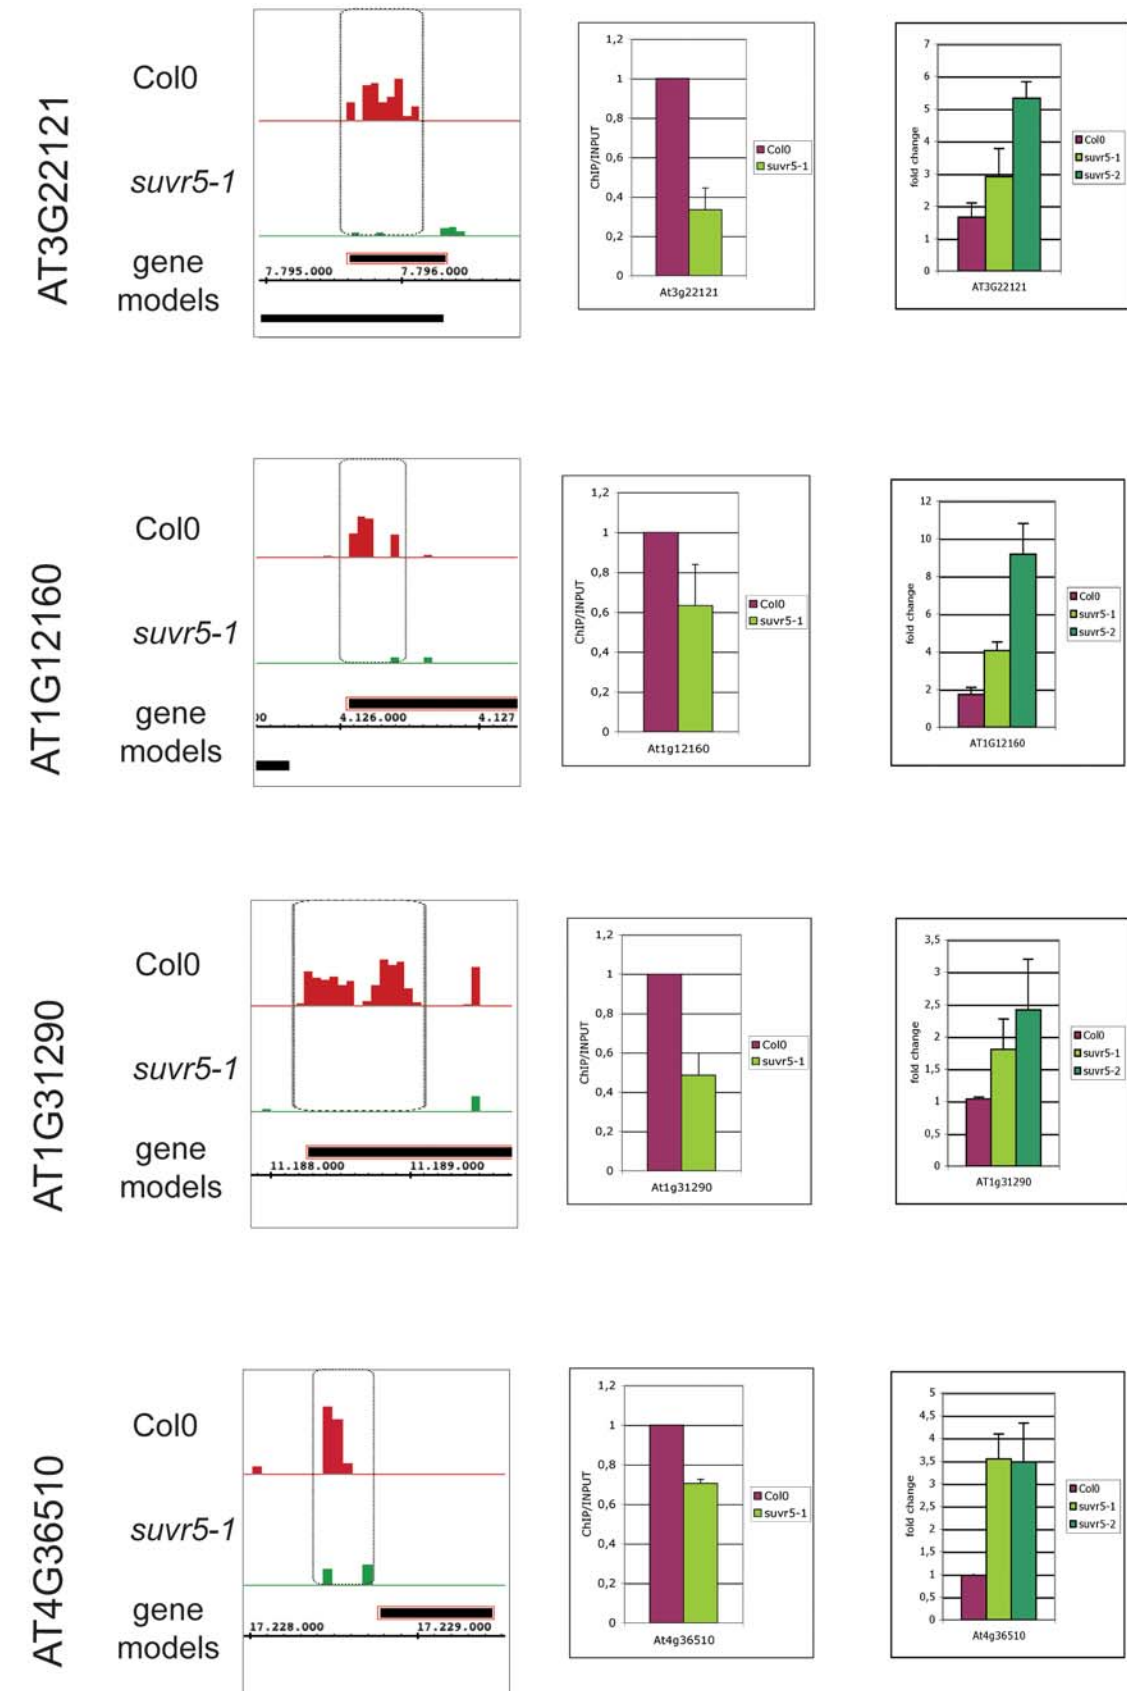 AT3G22121
Col0
suvr5-1
gene
models
7.795.000 7.796.000
1,2
1
0,8
0,6
0,4
0,2
0
ChIP/INPUT
At3g22121
Col0
suvr5-1
7
6
5
4
3
2
1
0
fold change
AT3G22121
Col0
suvr5-1
suvr5-2
AT1G12160
Col0
suvr5-1
gene
models
00 4.126.000 4.127
1,2
1
0,8
0,6
0,4
0,2
0
ChIP/INPUT
At1g12160
Col0
suvr5-1
12
10
8
6
4
2
0
fold change
AT1G12160
Col0
suvr5-1
suvr5-2
AT1G31290
Col0
suvr5-1
gene
models
11.188.000 11.189.000
1,2
1
0,8
0,6
0,4
0,2
0
ChIP/INPUT
At1g31290
Col0
suvr5-1
3,5
3
2,5
2
1,5
1
0,5
0
fold change
AT1g31290
Col0
suvr5-1
suvr5-2
AT4G36510
Col0
suvr5-1
gene
models
17.228.000 17.229.000
1,2
1
0,8
0,6
0,4
0,2
0
ChIP/INPUT
At4g36510
Col0
suvr5-1
5
4,5
4
3,5
3
2,5
2
1,5
1
0,5
0
fold change
At4g36510
Col0
suvr5-1
suvr5-2